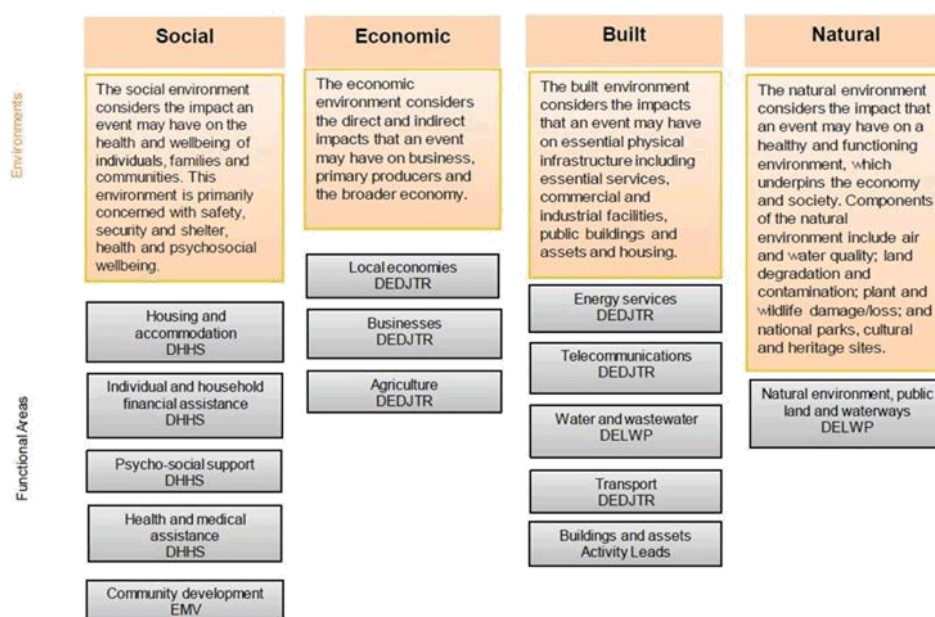 Social
Economic
Built
Natural
Environments
The social environment
considers the impact an
event may have on the
health and wellbeing of
individuals, families and
communities. This
environment is primarily
concerned with safety,
security and shelter,
health and psychosocial
wellbeing.
The economic
environment considers
the direct and indirect
impacts that an event
may have on business,
primary producers and
the broader economy.
The built environment
considers the impacts
that an event may have
on essential physical
infrastructure including
essential services,
commercial and
industrial facilities,
public buildings and
assets and housing.
The natural environment
considers the impact that
an event may have on a
healthy and functioning
environment, which
underpins the economy
and society. Components
of the natural
environment include air
and water quality; land
degradation and
contamination; plant and
wildlife damage/loss; and
national parks, cultural
and heritage sites.
Functional Areas
Housing and
accommodation
DHHS
Individual and household
financial assistance
DHHS
Psycho-social support
DHHS
Health and medical
assistance
DHHS
Community development
EMV
Local economies
DEDJTR
Businesses
DEDJTR
Agriculture
DEDJTR
Energy services
DEDJTR
Telecommunications
DEDJTR
Water and wastewater
DELWP
Transport
DEDJTR
Buildings and assets
Activity Leads
Natural environment, public
land and waterways
DELWP